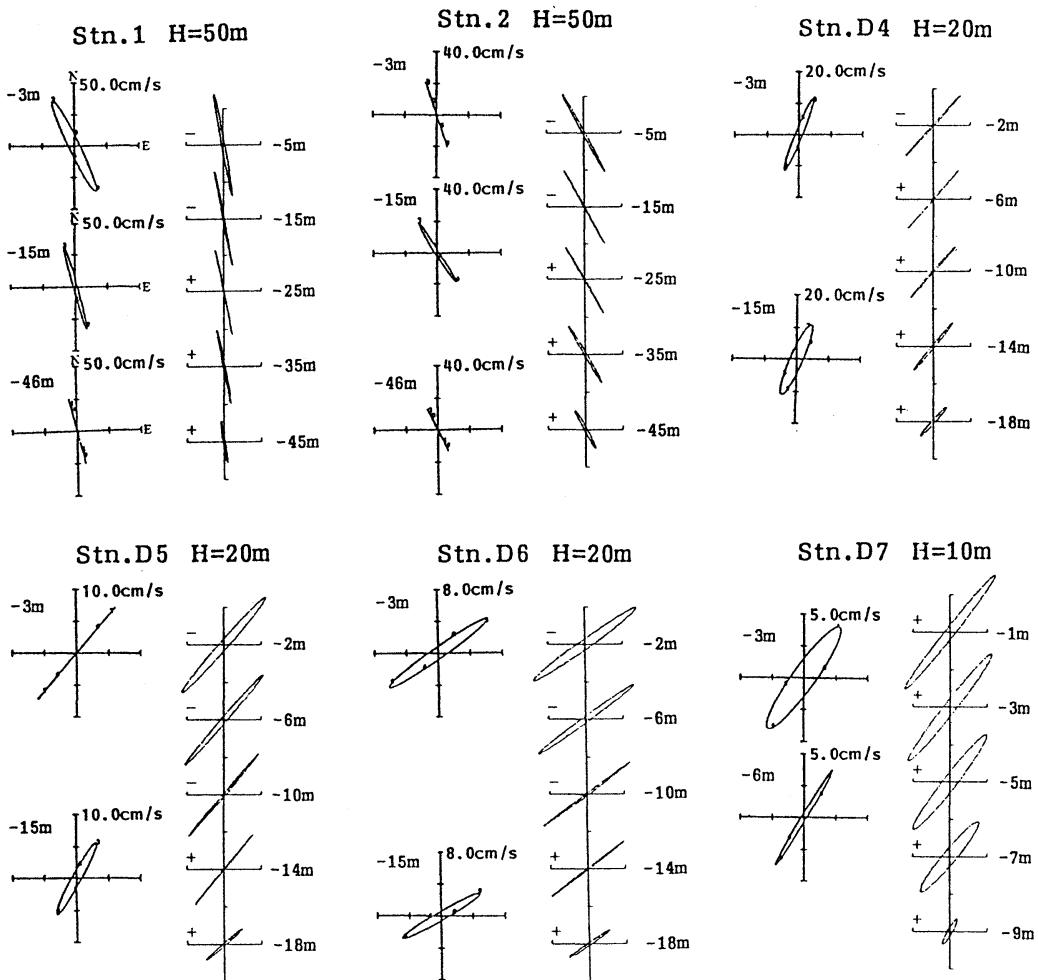 Stn.1 H=50m
-3m
N
50.0cm/s
E
-15m
N
50.0cm/s
E
-46m
N
50.0cm/s
E
-
-5m
-
-15m
+
-25m
+
-35m
+
-45m
Stn.2 H=50m
-3m
40.0cm/s
-15m
40.0cm/s
-46m
40.0cm/s
-
-5m
-
-15m
+
-25m
+
-35m
+
-45m
Stn.D4 H=20m
-3m
20.0cm/s
-15m
20.0cm/s
-
-2m
+
-6m
+
-10m
+
-14m
+
-18m
Stn.D5 H=20m
-3m
10.0cm/s
-15m
10.0cm/s
-
-2m
-
-6m
-
-10m
+
-14m
+
-18m
Stn.D6 H=20m
-3m
8.0cm/s
-15m
8.0cm/s
-
-2m
-
-6m
-
-10m
+
-14m
+
-18m
Stn.D7 H=10m
-3m
5.0cm/s
-6m
5.0cm/s
+
-1m
+
-3m
+
-5m
+
-7m
+
-9m